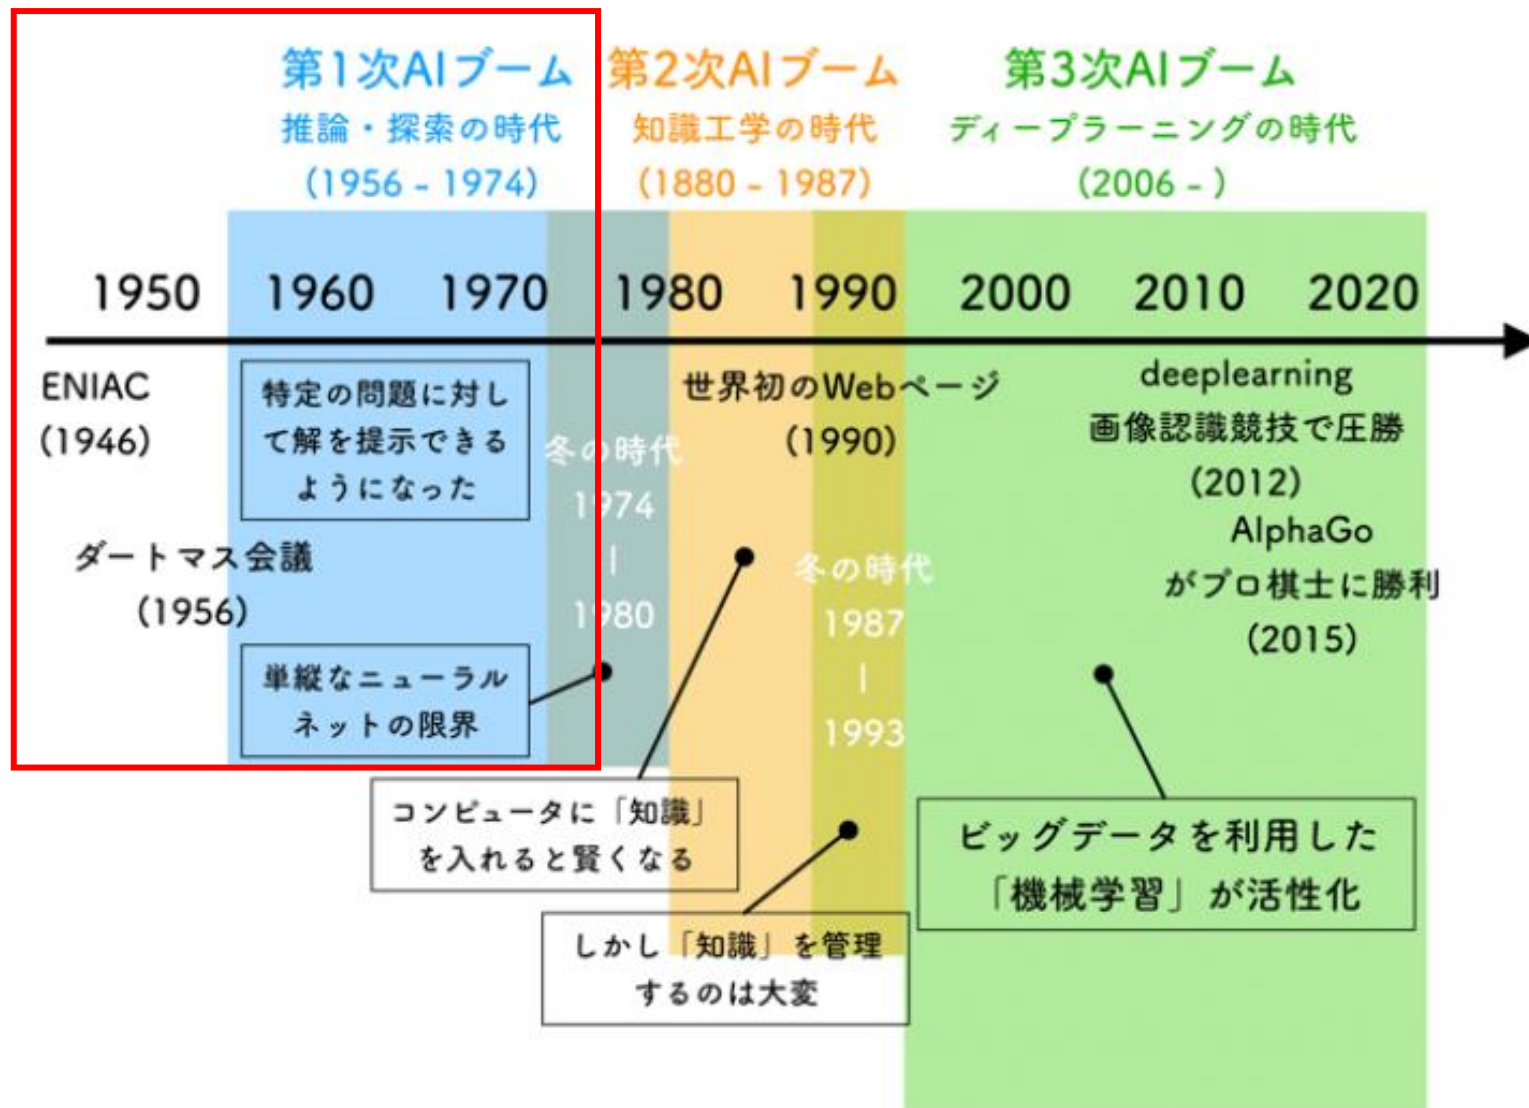 第1次AIブーム
推論・探索の時代
(1956 - 1974)
第2次AIブーム
知識工学の時代
(1880 - 1987)
第3次AIブーム
ディープラーニングの時代
(2006 - )
1950 1960 1970 1980 1990 2000 2010 2020
ENIAC
(1946)
ダートマス会議
(1956)
特定の問題に対し
て解を提示できる
ようになった
単縦なニューラル
ネットの限界
冬の時代
1974
|
1980
世界初のWebページ
(1990)
冬の時代
1987
|
1993
deeplearning
画像認識競技で圧勝
(2012)
AlphaGo
がプロ棋士に勝利
(2015)
コンピュータに「知識」
を入れると賢くなる
しかし「知識」を管理
するのは大変
ビッグデータを利用した
「機械学習」が活性化